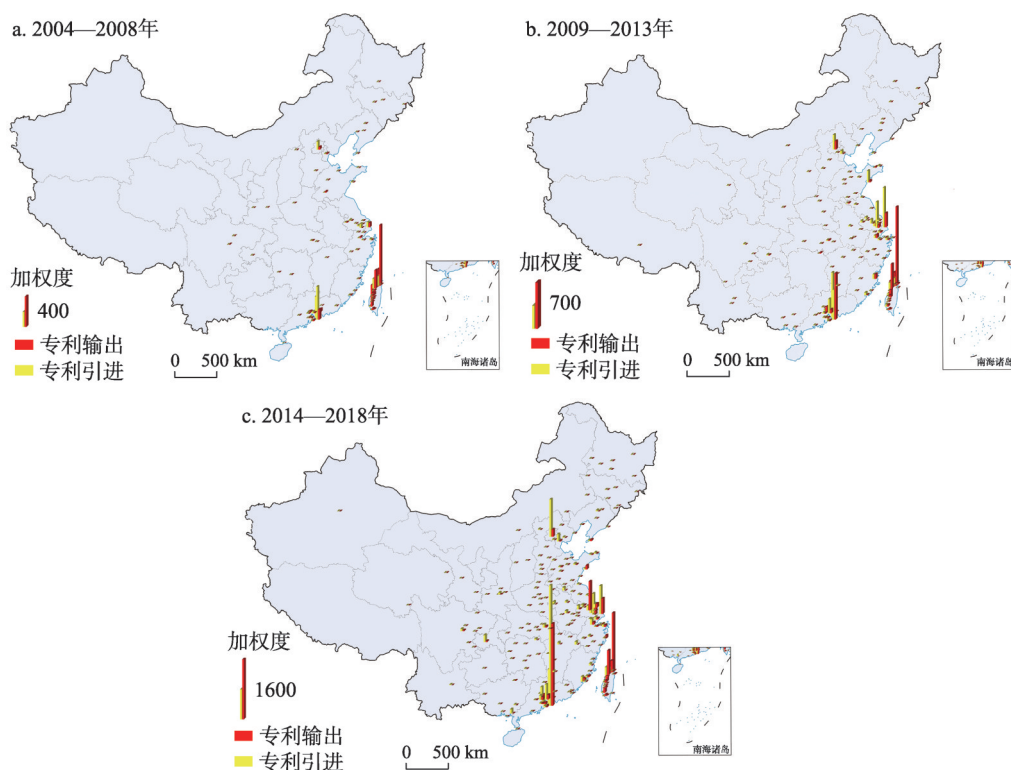 a. 2004—2008年
加权度
400
专利输出
专利引进
0 500 km
南海诸岛
b. 2009—2013年
加权度
700
专利输出
专利引进
0 500 km
南海诸岛
c. 2014—2018年
加权度
1600
专利输出
专利引进
0 500 km
南海诸岛